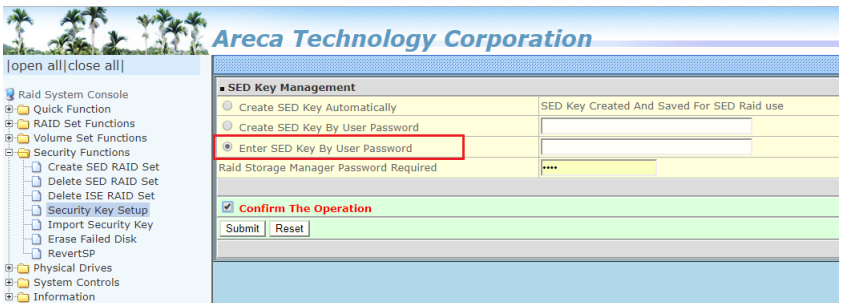 Areca Technology Corporation
|open all|close all|
Raid System Console
Quick Function
RAID Set Functions
Volume Set Functions
Security Functions
Create SED RAID Set
Delete SED RAID Set
Delete ISE RAID Set
Security Key Setup
Import Security Key
Erase Failed Disk
RevertSP
Physical Drives
System Controls
Information
SED Key Management
Create SED Key Automatically SED Key Created And Saved For SED Raid use
Create SED Key By User Password
Enter SED Key By User Password
Raid Storage Manager Password Required ••••
Confirm The Operation
Submit Reset